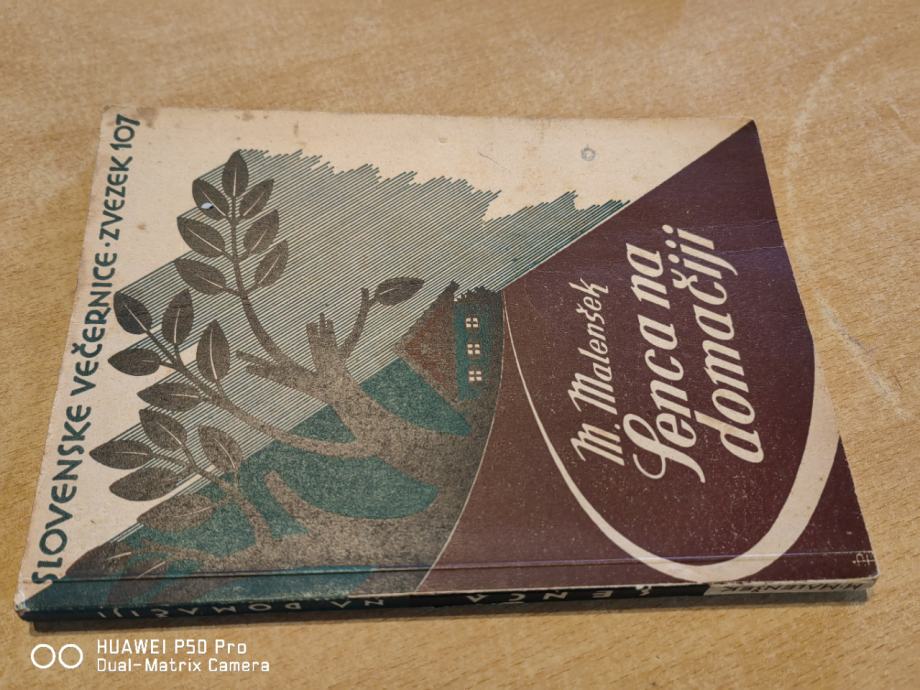 SLOVENSKE VEČERNICE · ZVEZEK 107
M. Malenšek
Senca na
domačiji
M. MALENŠEK
SENCA
NA DOMAČIJI
HUAWEI P50 Pro
Dual-Matrix Camera